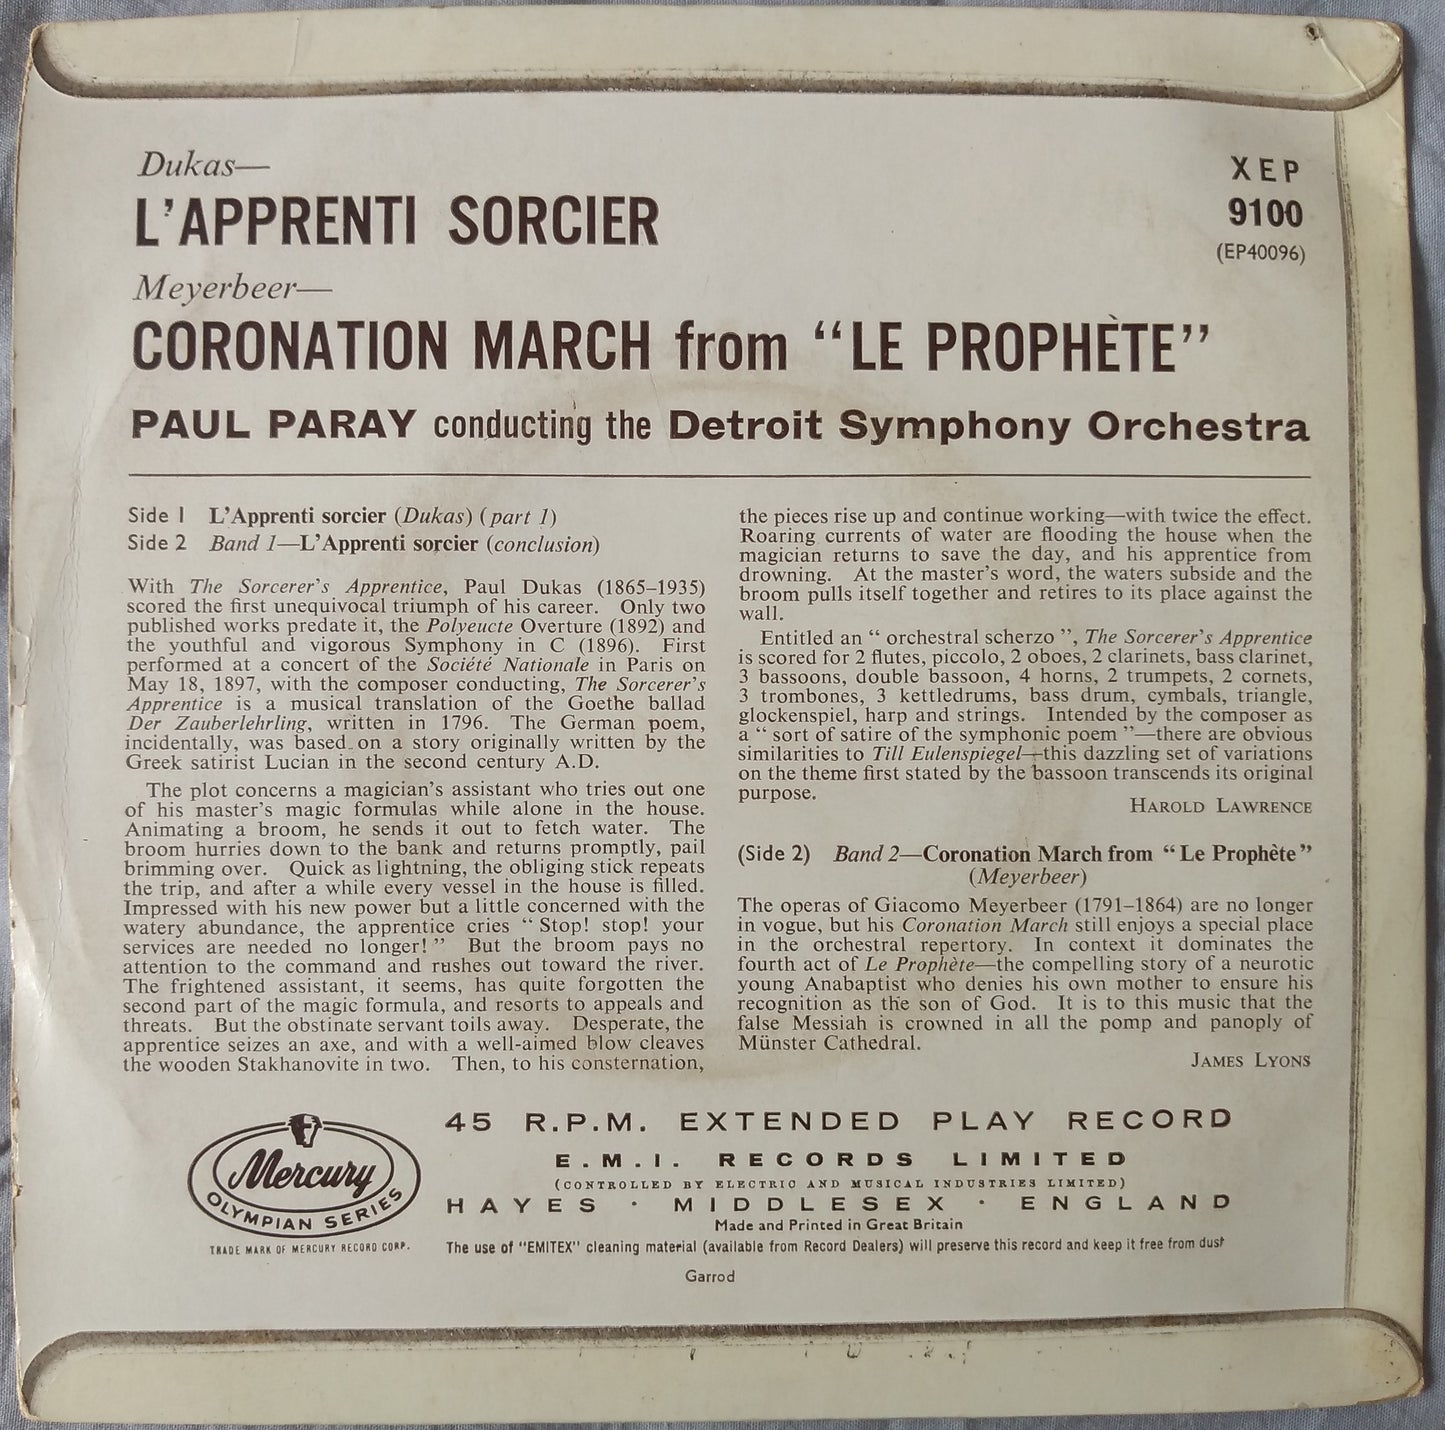 Dukas—
L'APPRENTI SORCIER
Meyerbeer—
CORONATION MARCH from “LE PROPHÈTE”
PAUL PARAY conducting the Detroit Symphony Orchestra
XEP
9100
(EP40096)
Side 1 L'Apprenti sorcier (Dukas) (part 1)
Side 2 Band 1—L'Apprenti sorcier (conclusion)
With The Sorcerer's Apprentice, Paul Dukas (1865–1935)
scored the first unequivocal triumph of his career. Only two
published works predate it, the Polyeucte Overture (1892) and
the youthful and vigorous Symphony in C (1896). First
performed at a concert of the Société Nationale in Paris on
May 18, 1897, with the composer conducting, The Sorcerer's
Apprentice is a musical translation of the Goethe ballad
Der Zauberlehrling, written in 1796. The German poem,
incidentally, was based on a story originally written by the
Greek satirist Lucian in the second century A.D.
The plot concerns a magician's assistant who tries out one
of his master's magic formulas while alone in the house.
Animating a broom, he sends it out to fetch water. The
broom hurries down to the bank and returns promptly, pail
brimming over. Quick as lightning, the obliging stick repeats
the trip, and after a while every vessel in the house is filled.
Impressed with his new power but a little concerned with the
watery abundance, the apprentice cries “ Stop! stop! your
services are needed no longer! ” But the broom pays no
attention to the command and rushes out toward the river.
The frightened assistant, it seems, has quite forgotten the
second part of the magic formula, and resorts to appeals and
threats. But the obstinate servant toils away. Desperate, the
apprentice seizes an axe, and with a well-aimed blow cleaves
the wooden Stakhanovite in two. Then, to his consternation,
the pieces rise up and continue working—with twice the effect.
Roaring currents of water are flooding the house when the
magician returns to save the day, and his apprentice from
drowning. At the master's word, the waters subside and the
broom pulls itself together and retires to its place against the
wall.
Entitled an “ orchestral scherzo ”, The Sorcerer's Apprentice
is scored for 2 flutes, piccolo, 2 oboes, 2 clarinets, bass clarinet,
3 bassoons, double bassoon, 4 horns, 2 trumpets, 2 cornets,
3 trombones, 3 kettledrums, bass drum, cymbals, triangle,
glockenspiel, harp and strings. Intended by the composer as
a “ sort of satire of the symphonic poem ”—there are obvious
similarities to Till Eulenspiegel—this dazzling set of variations
on the theme first stated by the bassoon transcends its original
purpose.
HAROLD LAWRENCE
(Side 2) Band 2—Coronation March from “ Le Prophète ”
(Meyerbeer)
The operas of Giacomo Meyerbeer (1791–1864) are no longer
in vogue, but his Coronation March still enjoys a special place
in the orchestral repertory. In context it dominates the
fourth act of Le Prophète—the compelling story of a neurotic
young Anabaptist who denies his own mother to ensure his
recognition as the son of God. It is to this music that the
false Messiah is crowned in all the pomp and panoply of
Münster Cathedral.
JAMES LYONS
Mercury
OLYMPIAN SERIES
TRADE MARK OF MERCURY RECORD CORP.
45 R.P.M. EXTENDED PLAY RECORD
E.M.I. RECORDS LIMITED
(CONTROLLED BY ELECTRIC AND MUSICAL INDUSTRIES LIMITED)
HAYES · MIDDLESEX · ENGLAND
Made and Printed in Great Britain
The use of "EMITEX" cleaning material (available from Record Dealers) will preserve this record and keep it free from dust
Garrod